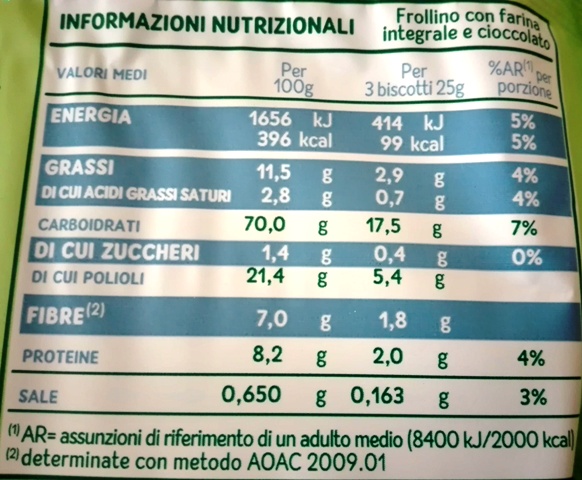 INFORMAZIONI NUTRIZIONALI
Frollino con farina
integrale e cioccolato
VALORI MEDI Per 100g Per 3 biscotti 25g %AR(1) per porzione
ENERGIA 1656 kJ 414 kJ 5%
396 kcal 99 kcal 5%
GRASSI 11,5 g 2,9 g 4%
DI CUI ACIDI GRASSI SATURI 2,8 g 0,7 g 4%
CARBOIDRATI 70,0 g 17,5 g 7%
DI CUI ZUCCHERI 1,4 g 0,4 g 0%
DI CUI POLIOLI 21,4 g 5,4 g
FIBRE(2) 7,0 g 1,8 g
PROTEINE 8,2 g 2,0 g 4%
SALE 0,650 g 0,163 g 3%
(1) AR= assunzioni di riferimento di un adulto medio (8400 kJ/2000 kcal)
(2) determinate con metodo AOAC 2009.01